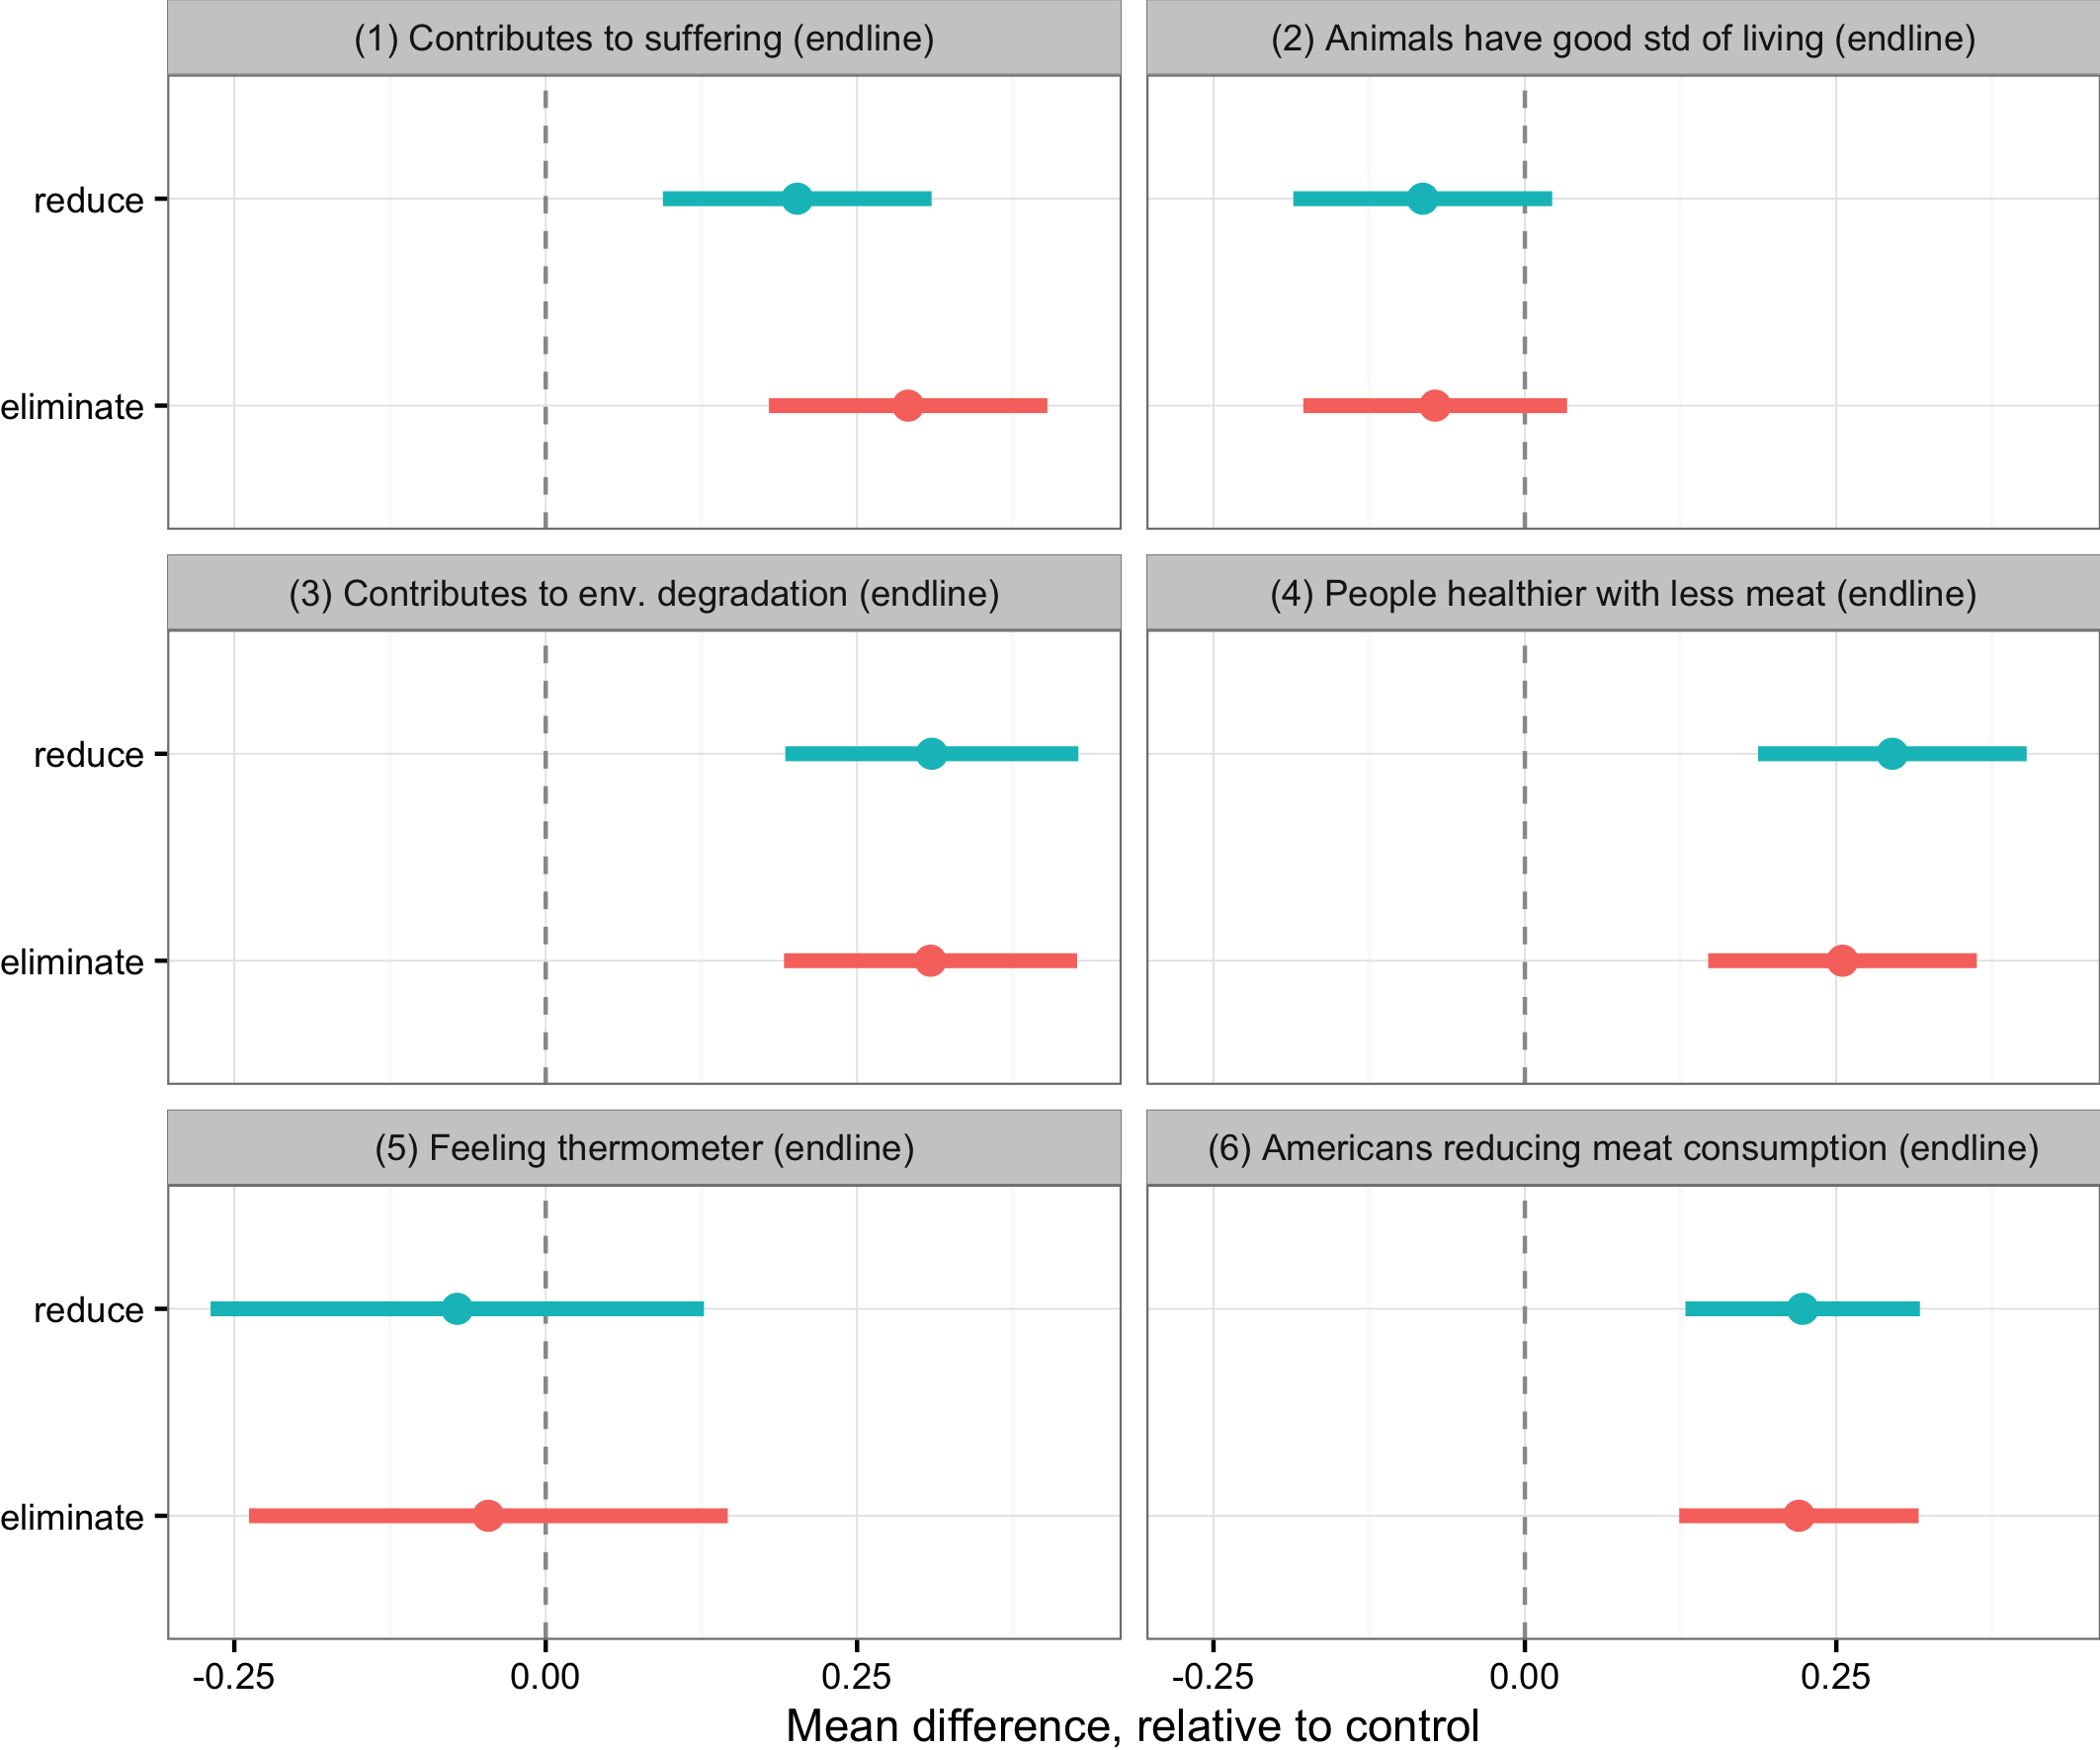 (1) Contributes to suffering (endline)
(2) Animals have good std of living (endline)
reduce
eliminate
(3) Contributes to env. degradation (endline)
(4) People healthier with less meat (endline)
reduce
eliminate
(5) Feeling thermometer (endline)
(6) Americans reducing meat consumption (endline)
reduce
eliminate
-0.25 0.00 0.25
-0.25 0.00 0.25
Mean difference, relative to control